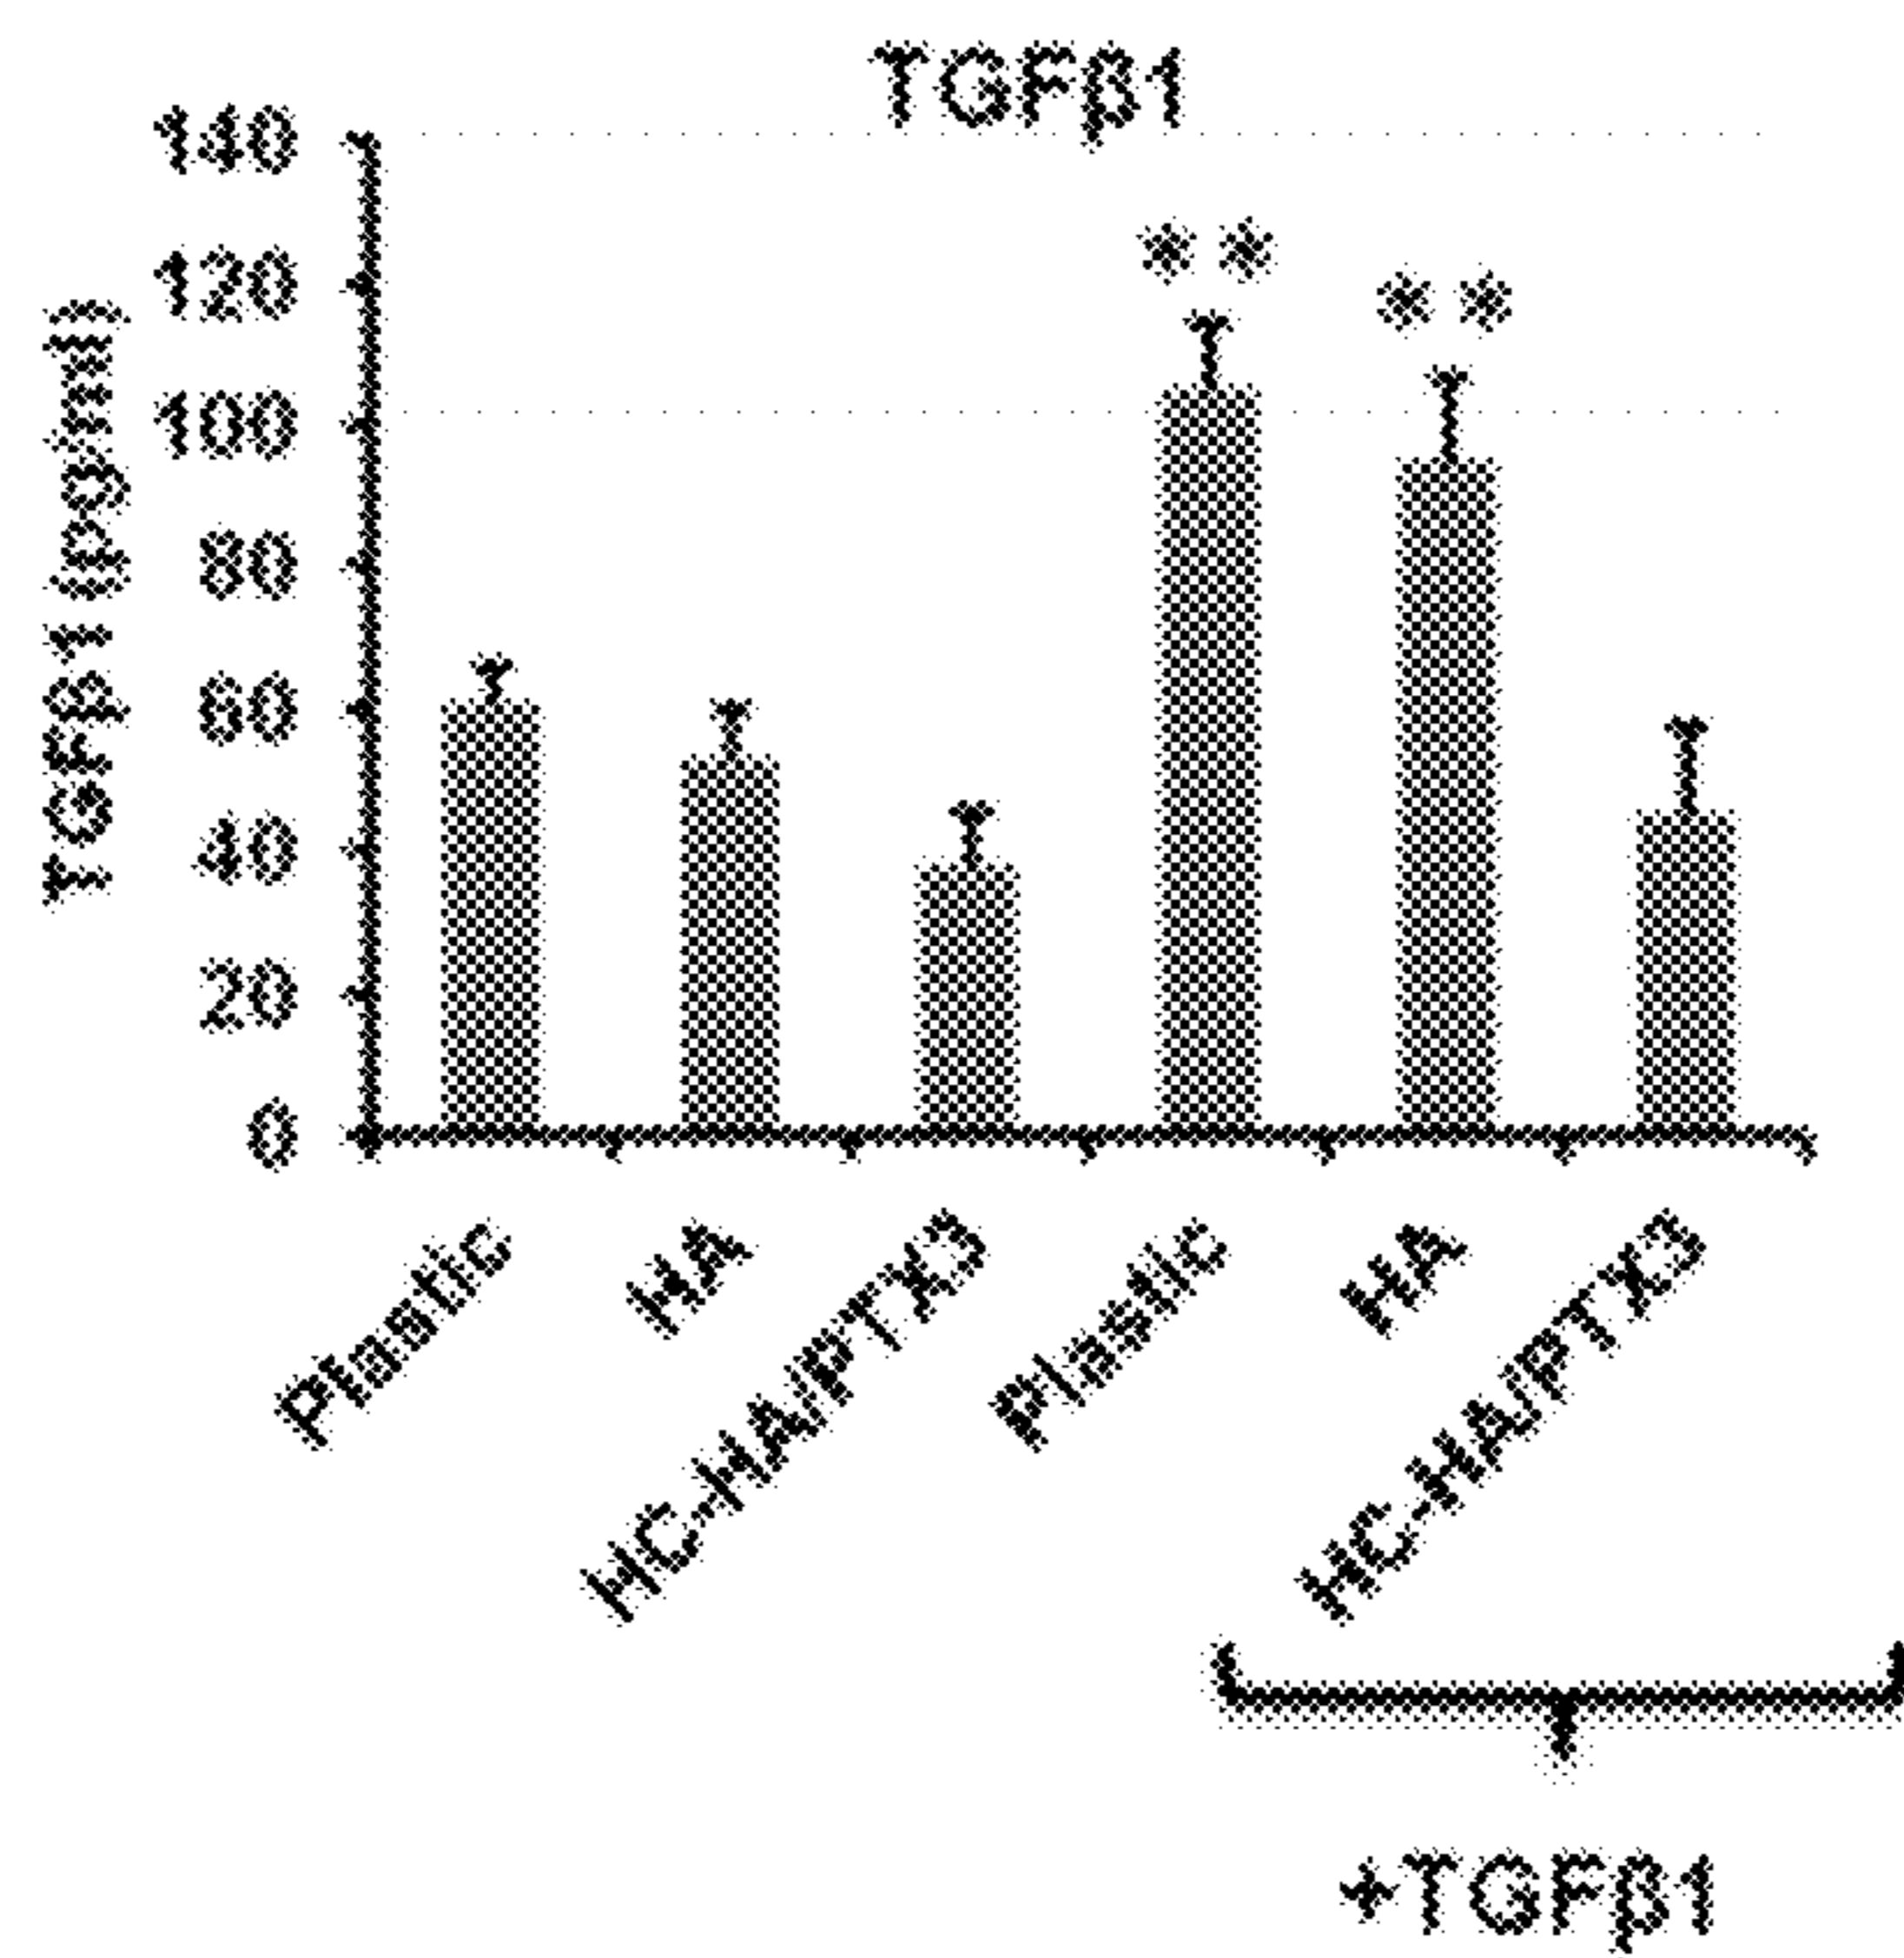 TGFβ1
TGFβ1 (pg/ml)
140
120
100
80
60
40
20
0
** **
Plastic
HA
HC-HA/PTX3
Plastic
HA
HC-HA/PTX3
+TGFβ1